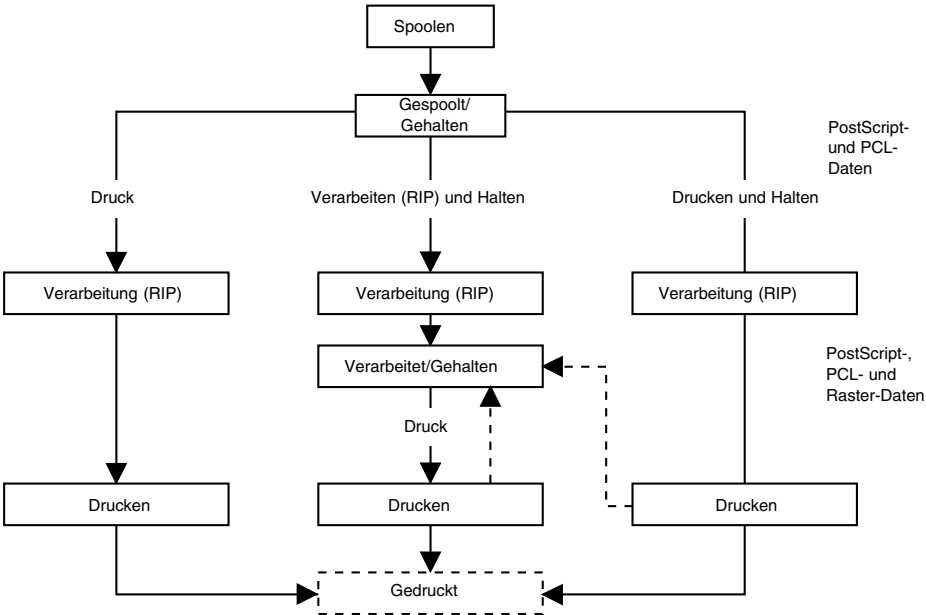 Spoolen
Gespoolt/
Gehalten
PostScript-
und PCL-
Daten
Druck
Verarbeiten (RIP) und Halten
Drucken und Halten
Verarbeitung (RIP)
Verarbeitung (RIP)
Verarbeitung (RIP)
Verarbeitet/Gehalten
PostScript-,
PCL- und
Raster-Daten
Druck
Drucken
Drucken
Drucken
Gedruckt